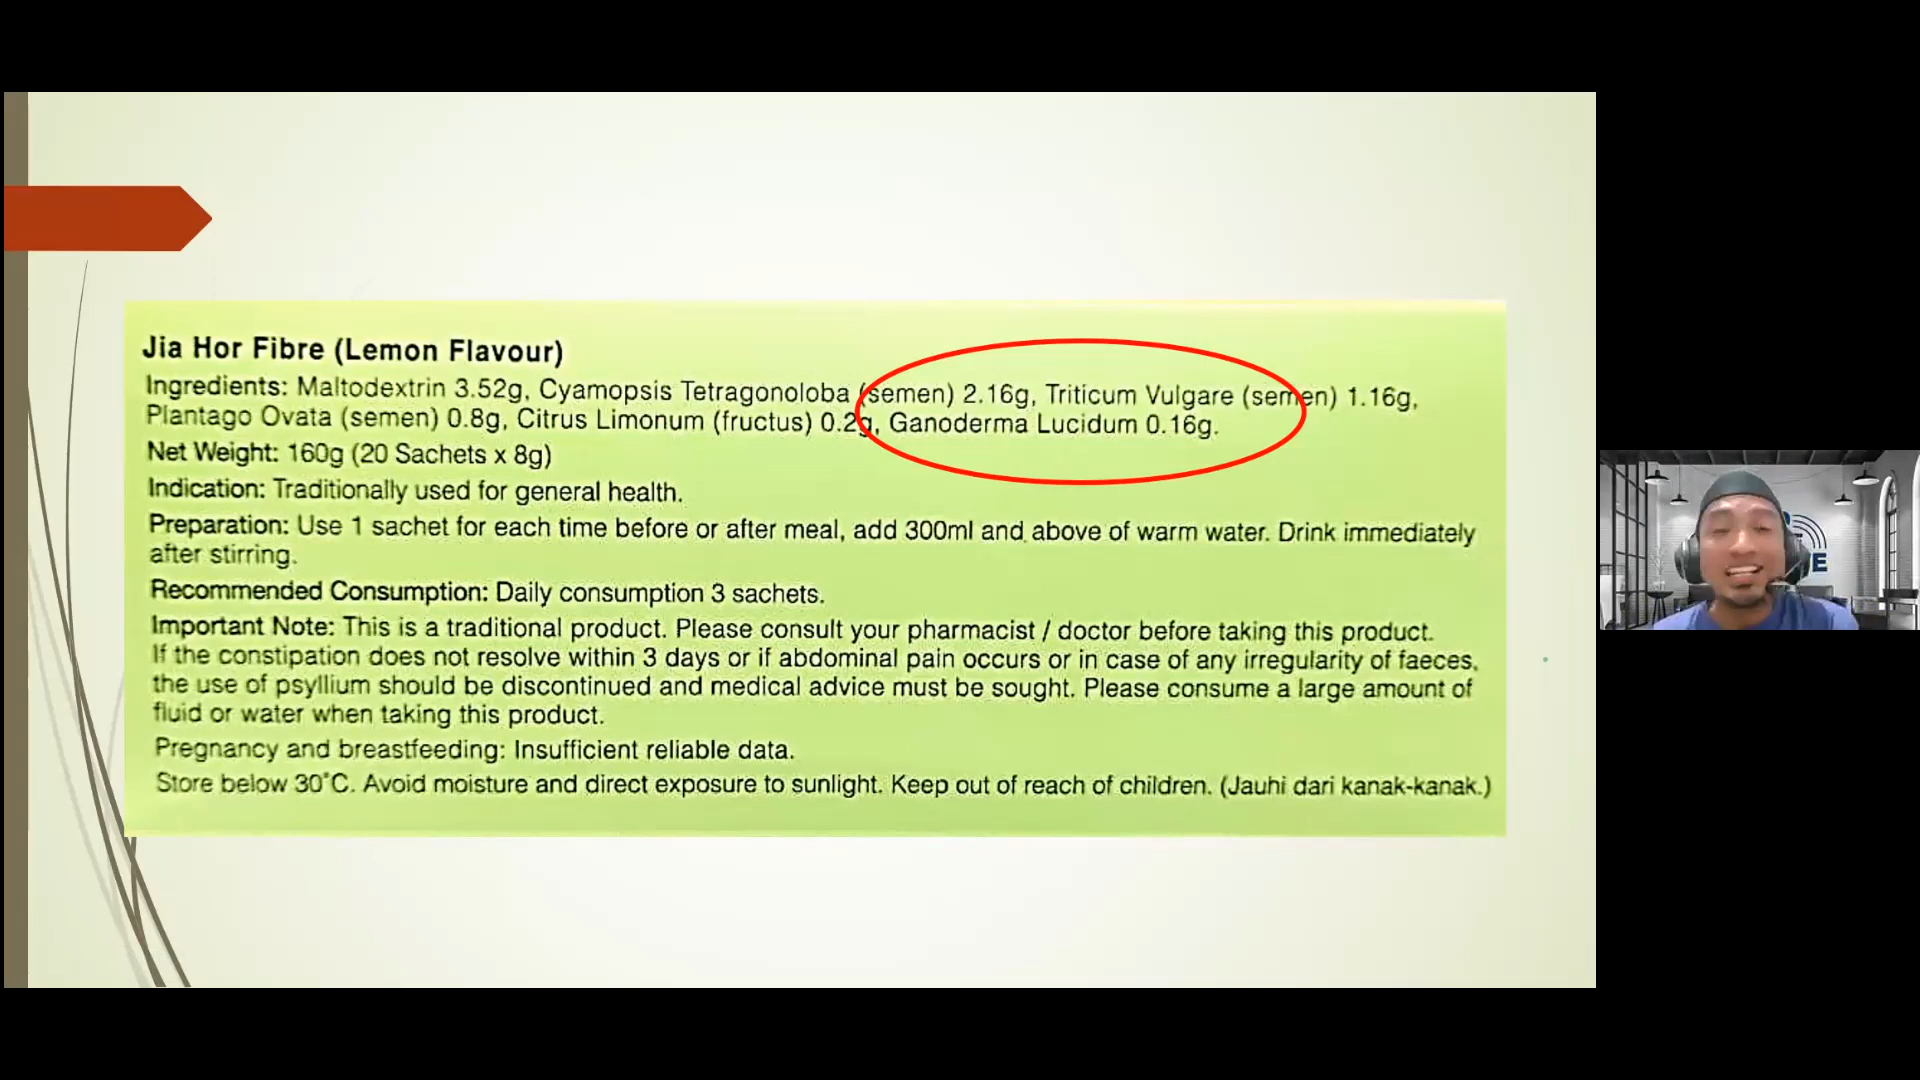 Jia Hor Fibre (Lemon Flavour)
Ingredients: Maltodextrin 3.52g, Cyamopsis Tetragonoloba (semen) 2.16g, Triticum Vulgare (semen) 1.16g,
Plantago Ovata (semen) 0.8g, Citrus Limonum (fructus) 0.2g, Ganoderma Lucidum 0.16g.
Net Weight: 160g (20 Sachets x 8g)
Indication: Traditionally used for general health.
Preparation: Use 1 sachet for each time before or after meal, add 300ml and above of warm water. Drink immediately
after stirring.
Recommended Consumption: Daily consumption 3 sachets.
Important Note: This is a traditional product. Please consult your pharmacist / doctor before taking this product.
If the constipation does not resolve within 3 days or if abdominal pain occurs or in case of any irregularity of faeces,
the use of psyllium should be discontinued and medical advice must be sought. Please consume a large amount of
fluid or water when taking this product.
Pregnancy and breastfeeding: Insufficient reliable data.
Store below 30°C. Avoid moisture and direct exposure to sunlight. Keep out of reach of children. (Jauhi dari kanak-kanak.)